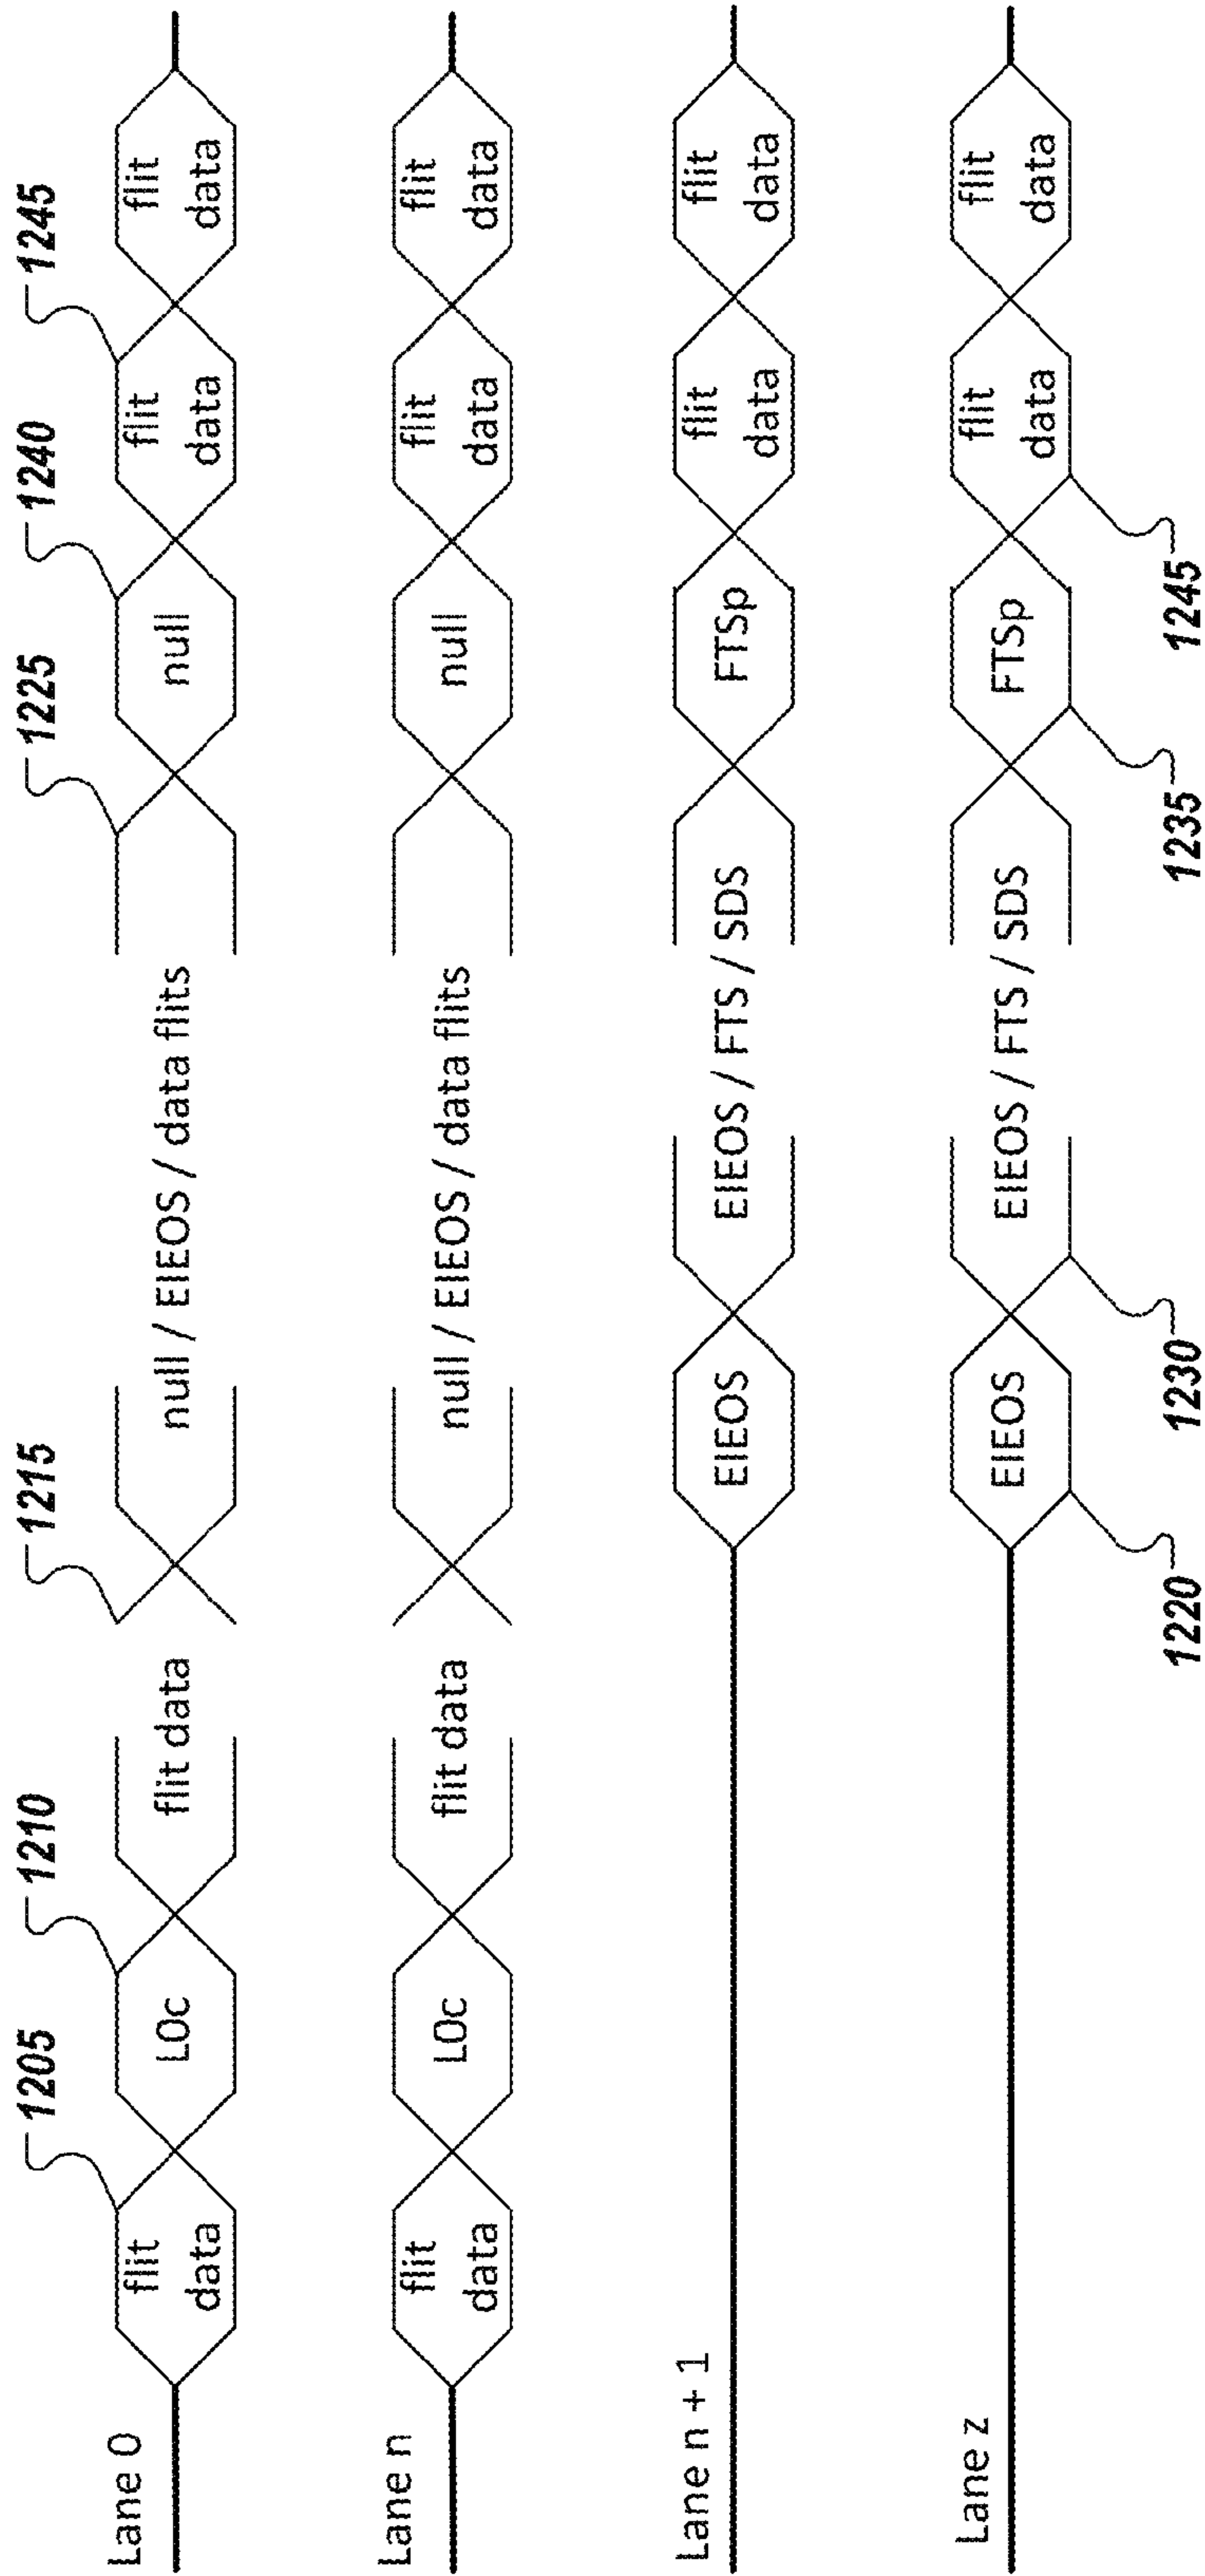 1205
1210
1215
1225
1240
1245
Lane 0
flit
data
L0c
flit data
null / EIEOS / data flits
null
flit
data
flit
data
Lane n
flit
data
L0c
flit data
null / EIEOS / data flits
null
flit
data
flit
data
Lane n + 1
EIEOS
EIEOS / FTS / SDS
FTSp
flit
data
flit
data
Lane z
EIEOS
EIEOS / FTS / SDS
FTSp
flit
data
flit
data
1220
1230
1235
1245